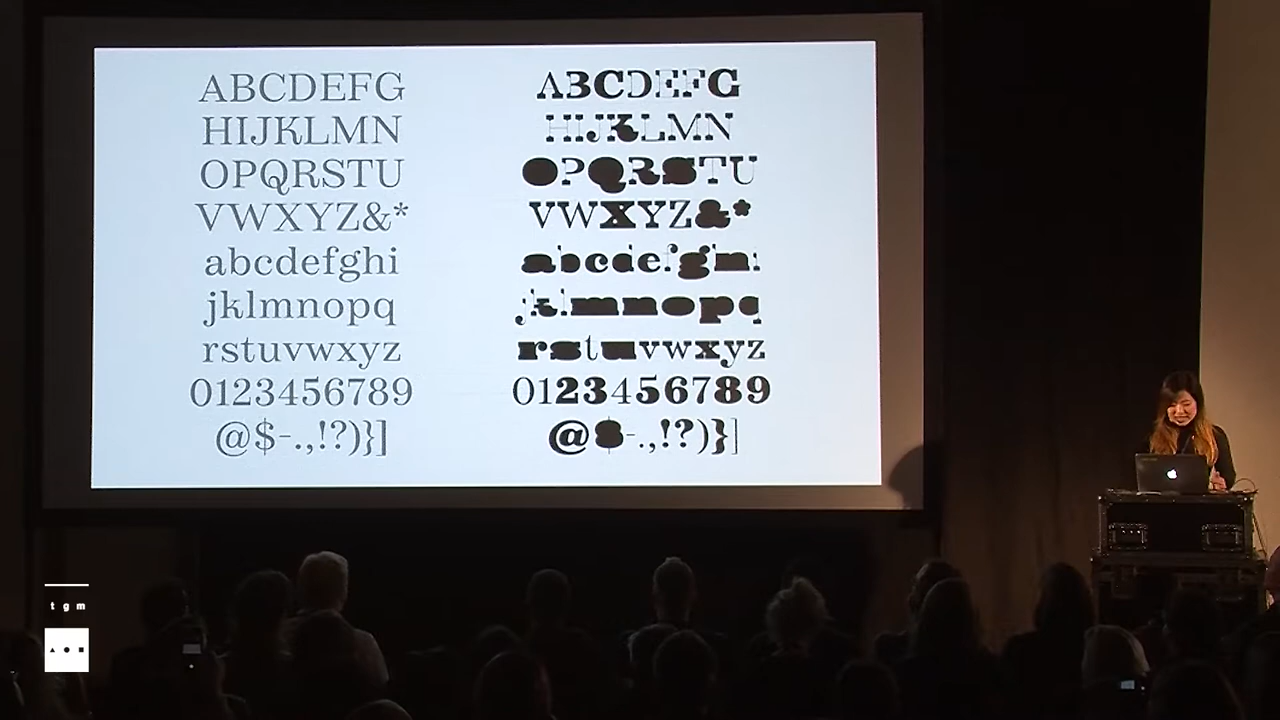 ABCDEFG
HIJKLMN
OPQRSTU
VWXYZ&*
abcdefghi
jklmnopq
rstuvwxyz
0123456789
@$-.,!?)}]
ABCDEFG
HIJKLMN
OPQRSTU
VWXYZ&*
abcdefghi
jklmnopq
rstuvwxyz
0123456789
@$-.,!?)}]
tgm